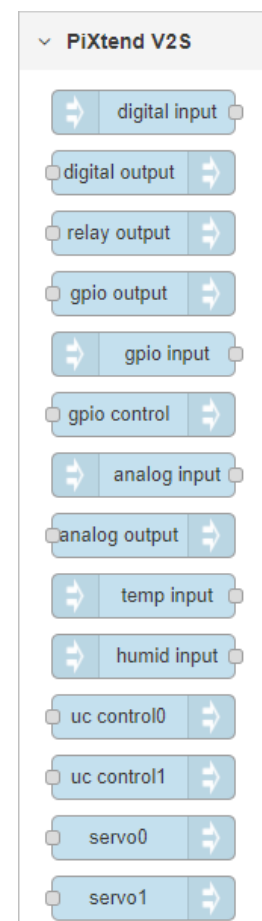 PiXtend V2S
digital input
digital output
relay output
gpio output
gpio input
gpio control
analog input
analog output
temp input
humid input
uc control0
uc control1
servo0
servo1